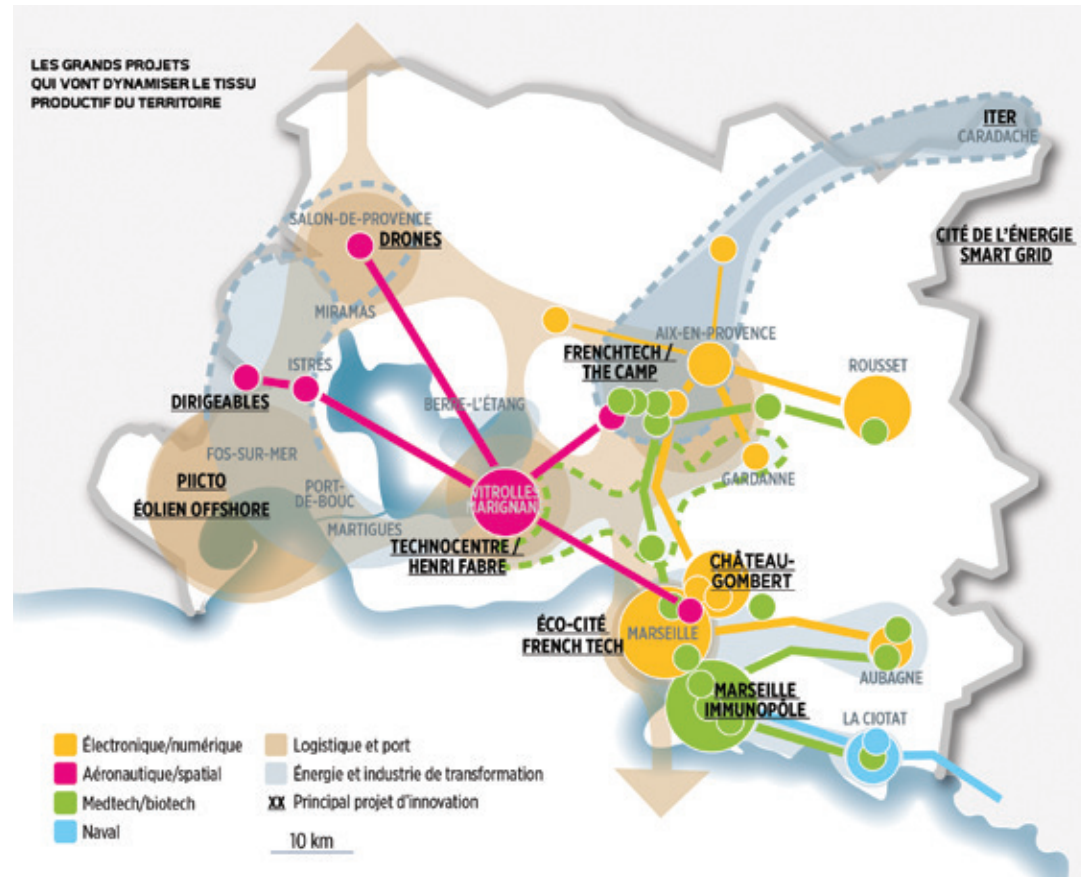 LES GRANDS PROJETS
QUI VONT DYNAMISER LE TISSU
PRODUCTIF DU TERRITOIRE
ITER
CARADACHE
SALON-DE-PROVENCE
DRONES
CITÉ DE L'ÉNERGIE
SMART GRID
MIRAMAS
AIX-EN-PROVENCE
FRENCHTECH /
THE CAMP
ROUSSET
ISTRES
DIRIGEABLES
BERRE-L'ÉTANG
FOS-SUR-MER
PIICTO
ÉOLIEN OFFSHORE
PORT-
DE-BOUC
MARTIGUES
VITROLLES
MARIGNANE
GARDANNE
TECHNOCENTRE /
HENRI FABRE
CHÂTEAU-
GOMBERT
ÉCO-CITÉ
FRENCH TECH
MARSEILLE
AUBAGNE
MARSEILLE
IMMUNOPÔLE
LA CIOTAT
Électronique/numérique
Aéronautique/spatial
Medtech/biotech
Naval
Logistique et port
Énergie et industrie de transformation
XX Principal projet d'innovation
10 km